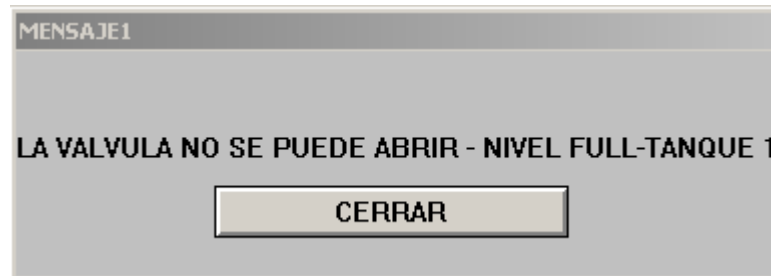 MENSAJE1
LA VALVULA NO SE PUEDE ABRIR - NIVEL FULL-TANQUE 1
CERRAR